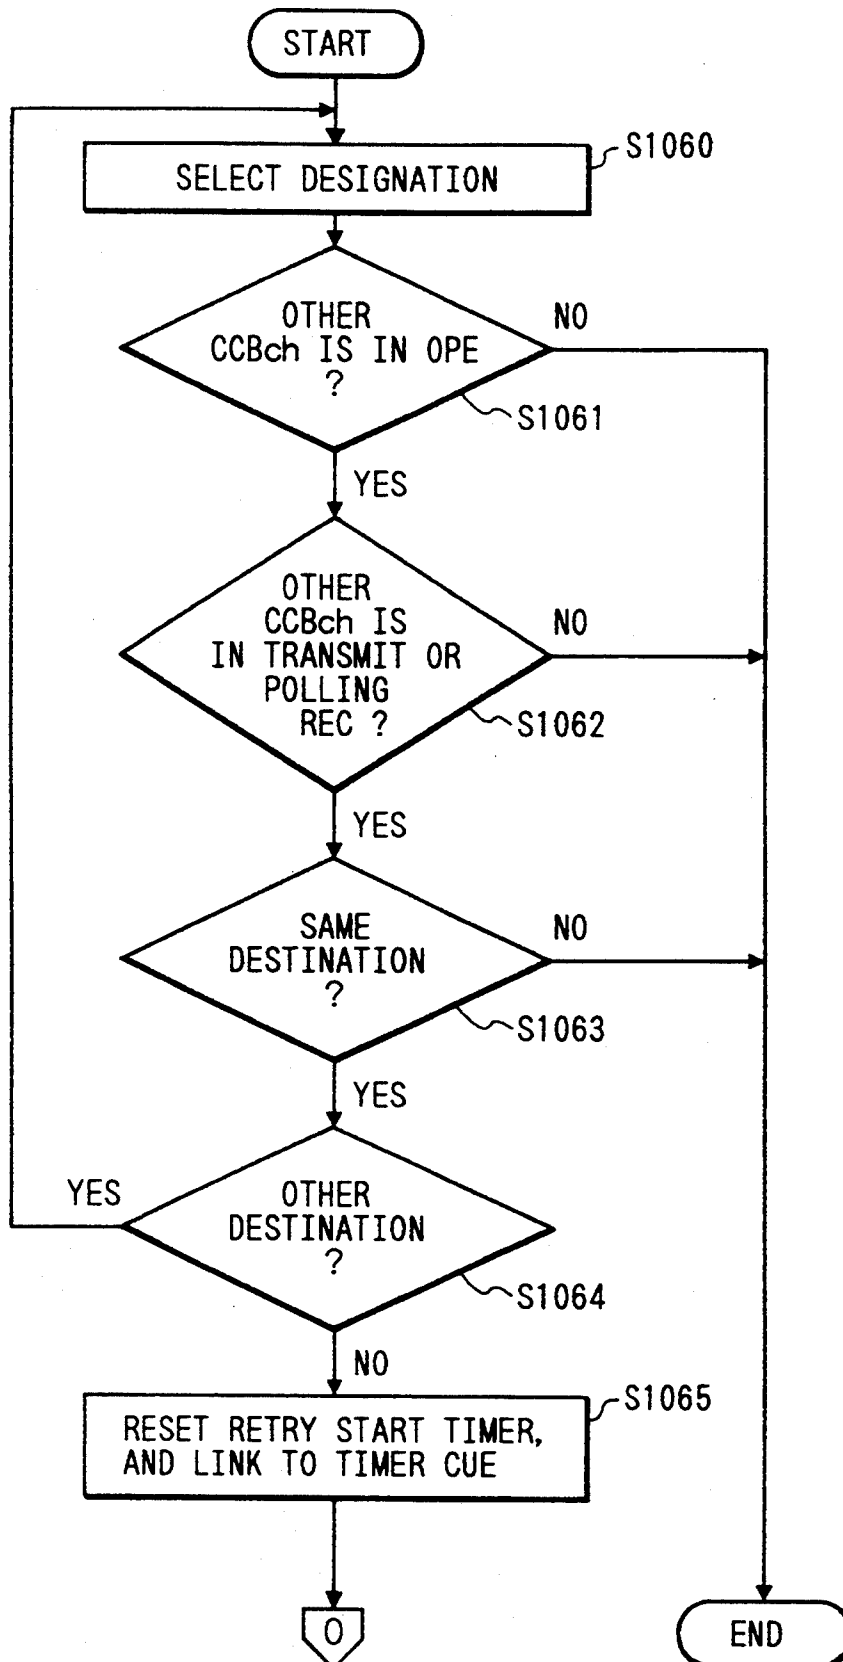 START
S1060
SELECT DESIGNATION
OTHER
CCBch IS IN OPE
?
NO
S1061
YES
OTHER
CCBch IS
IN TRANSMIT OR
POLLING
REC ?
NO
S1062
YES
SAME
DESTINATION
?
NO
S1063
YES
OTHER
DESTINATION
?
YES
S1064
NO
S1065
RESET RETRY START TIMER,
AND LINK TO TIMER CUE
O
END